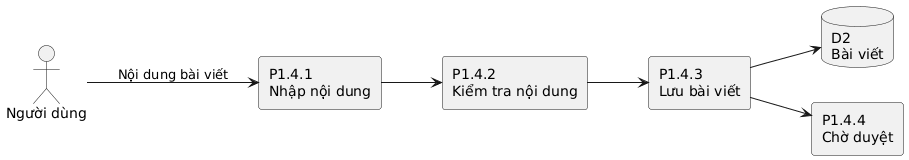 Người dùng
Nội dung bài viết
P1.4.1
Nhập nội dung
P1.4.2
Kiểm tra nội dung
P1.4.3
Lưu bài viết
D2
Bài viết
P1.4.4
Chờ duyệt